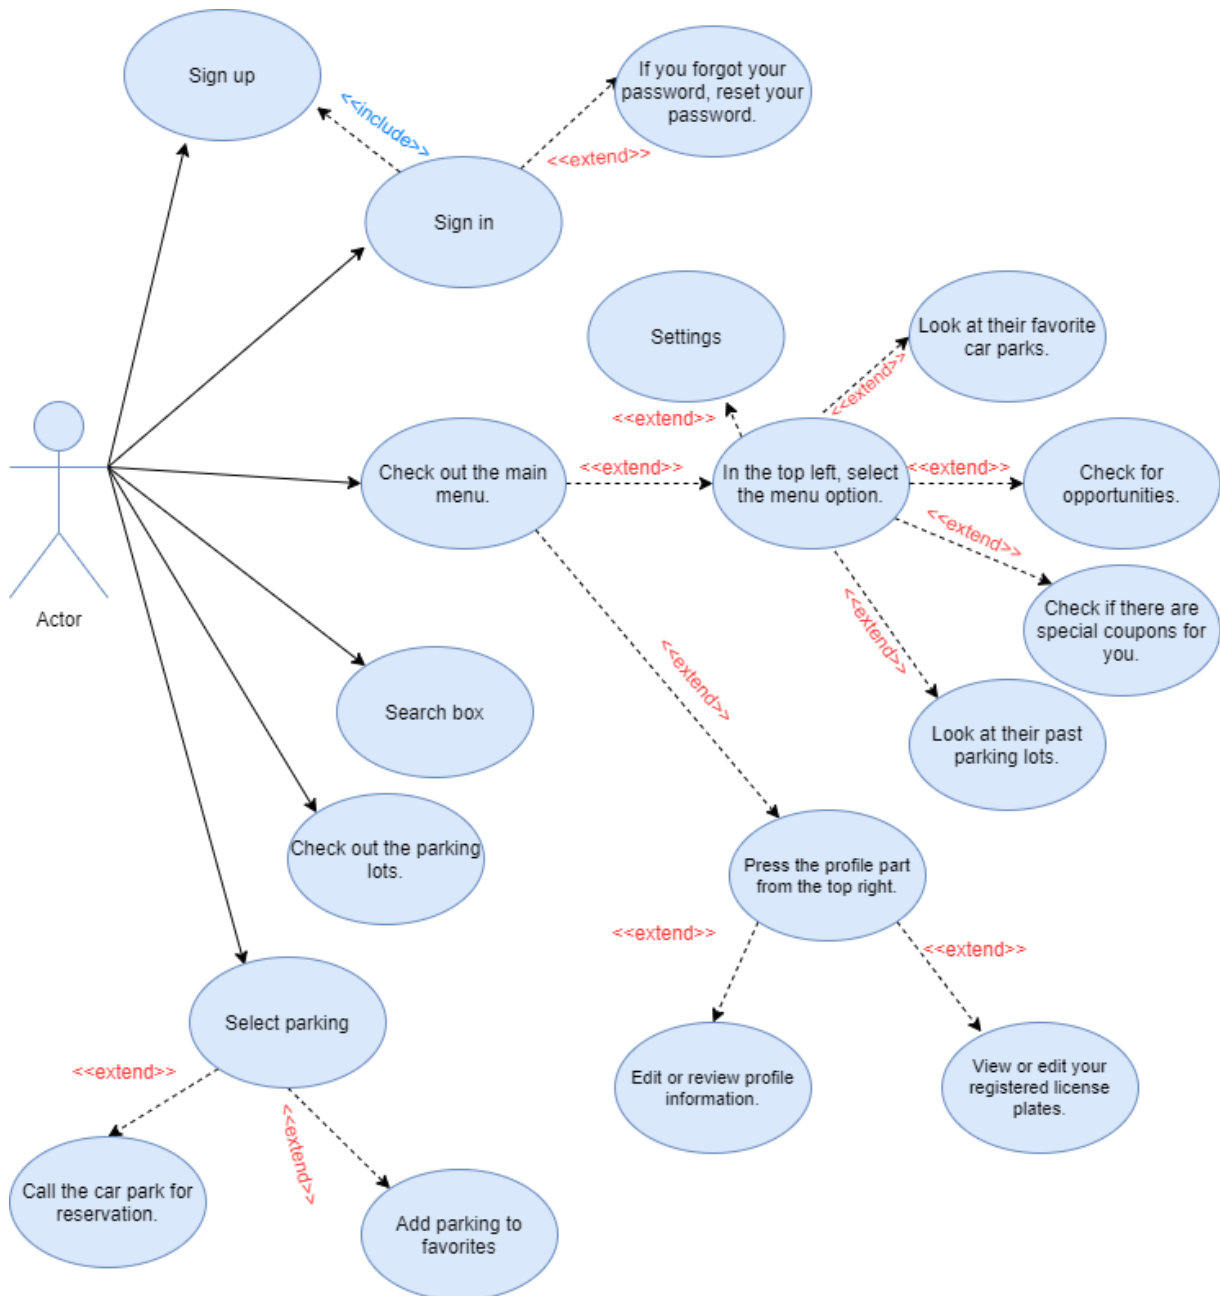 Sign up
<<include>>
If you forgot your
password, reset your
password.
<<extend>>
Sign in
Settings
Look at their favorite
car parks.
<<extend>>
<<extend>>
Check out the main
menu.
<<extend>>
In the top left, select
the menu option.
<<extend>>
Check for
opportunities.
<<extend>>
Check if there are
special coupons for
you.
<<extend>>
Look at their past
parking lots.
Actor
<<extend>>
Search box
Check out the parking
lots.
Press the profile part
from the top right.
<<extend>>
<<extend>>
Edit or review profile
information.
View or edit your
registered license
plates.
Select parking
<<extend>>
<<extend>>
Call the car park for
reservation.
Add parking to
favorites